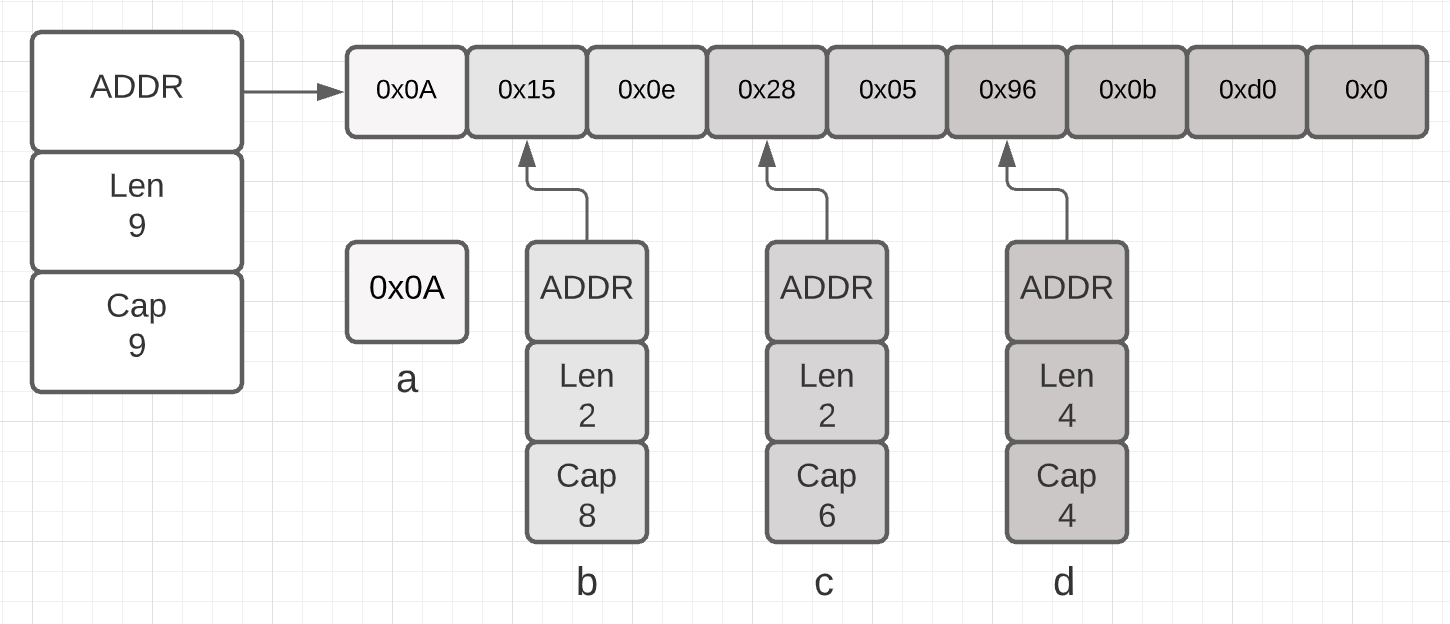 ADDR
Len
9
Cap
9
0x0A
0x15
0x0e
0x28
0x05
0x96
0x0b
0xd0
0x0
0x0A
a
ADDR
Len
2
Cap
8
b
ADDR
Len
2
Cap
6
c
ADDR
Len
4
Cap
4
d